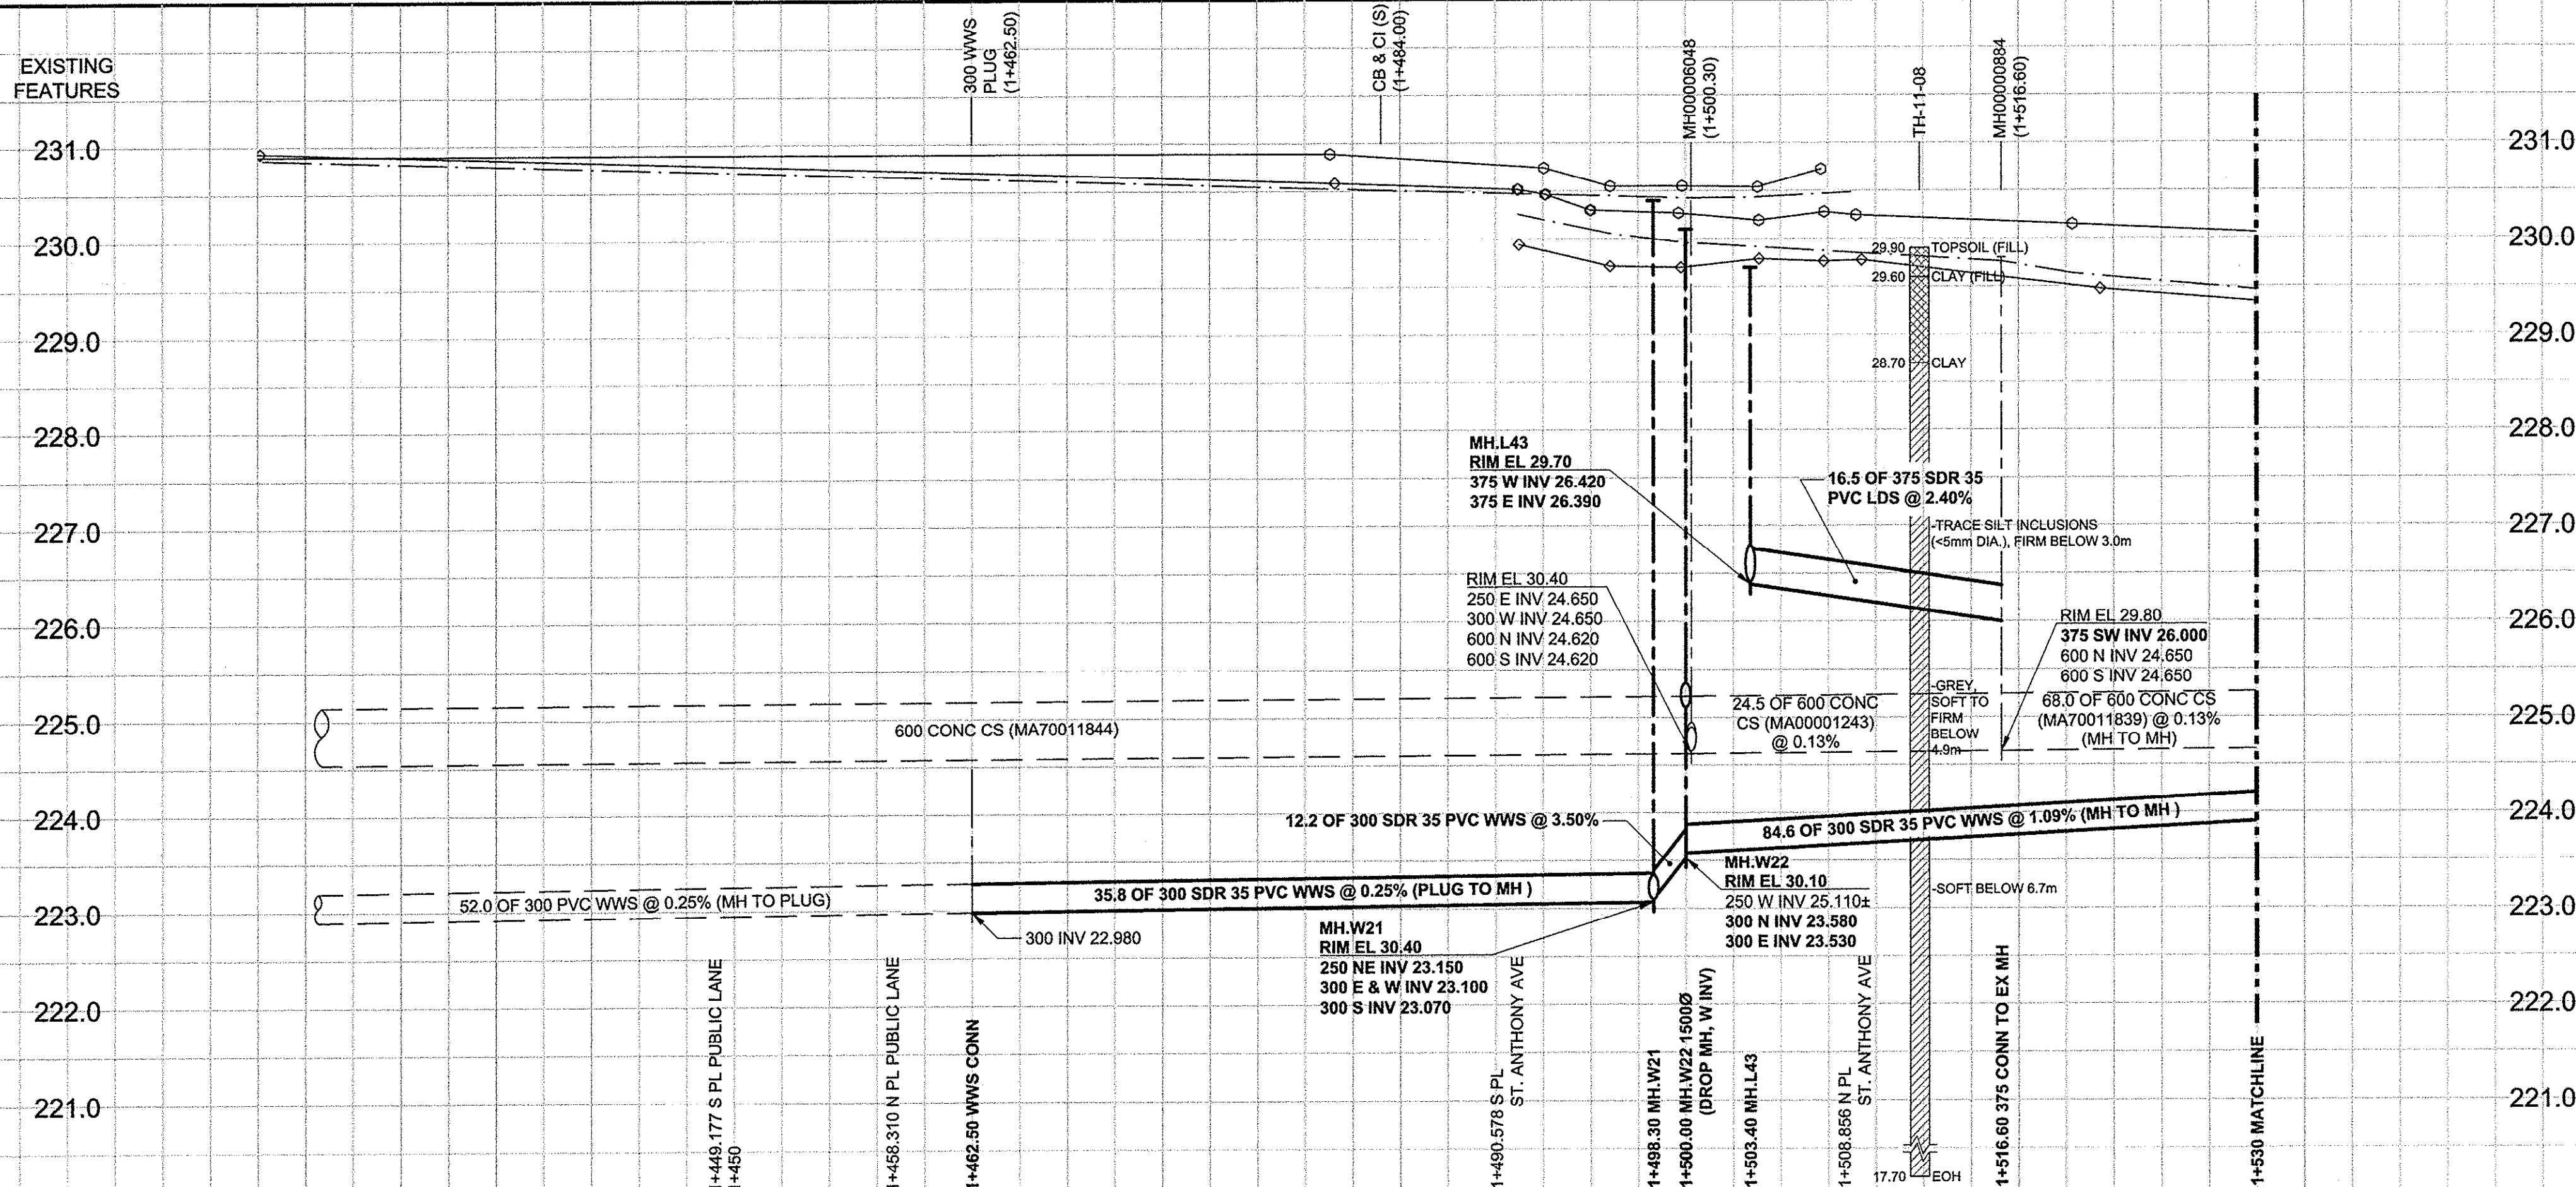 EXISTING
FEATURES
300 WWS
PLUG
(1+462.50)
CB & CI (S)
(1+484.00)
MH00006048
(1+500.30)
TH-11-08
MH00000884
(1+516.60)
231.0
230.0
229.0
228.0
227.0
226.0
225.0
224.0
223.0
222.0
221.0
231.0
230.0
229.0
228.0
227.0
226.0
225.0
224.0
223.0
222.0
221.0
29.90
TOPSOIL (FILL)
29.60
CLAY (FILL)
28.70
CLAY
MH.L43
RIM EL 29.70
375 W INV 26.420
375 E INV 26.390
16.5 OF 375 SDR 35
PVC LDS @ 2.40%
-TRACE SILT INCLUSIONS
(<5mm DIA.), FIRM BELOW 3.0m
RIM EL 30.40
250 E INV 24.650
300 W INV 24.650
600 N INV 24.620
600 S INV 24.620
RIM EL 29.80
375 SW INV 26.000
600 N INV 24.650
600 S INV 24.650
600 CONC CS (MA70011844)
24.5 OF 600 CONC
CS (MA00001243)
@ 0.13%
-GREY,
SOFT TO
FIRM
BELOW
4.9m
68.0 OF 600 CONC CS
(MA70011839) @ 0.13%
(MH TO MH)
12.2 OF 300 SDR 35 PVC WWS @ 3.50%
84.6 OF 300 SDR 35 PVC WWS @ 1.09% (MH TO MH )
52.0 OF 300 PVC WWS @ 0.25% (MH TO PLUG)
35.8 OF 300 SDR 35 PVC WWS @ 0.25% (PLUG TO MH )
300 INV 22.980
MH.W21
RIM EL 30.40
250 NE INV 23.150
300 E & W INV 23.100
300 S INV 23.070
MH.W22
RIM EL 30.10
250 W INV 25.110±
300 N INV 23.580
300 E INV 23.530
-SOFT BELOW 6.7m
17.70
EOH
1+449.177 S PL PUBLIC LANE
1+450
1+458.310 N PL PUBLIC LANE
1+462.50 WWS CONN
1+490.578 S PL
ST. ANTHONY AVE
1+498.30 MH.W21
1+500.00 MH.W22 1500Ø
(DROP MH, W INV)
1+503.40 MH.L43
1+508.856 N PL
ST. ANTHONY AVE
1+516.60 375 CONN TO EX MH
1+530 MATCHLINE